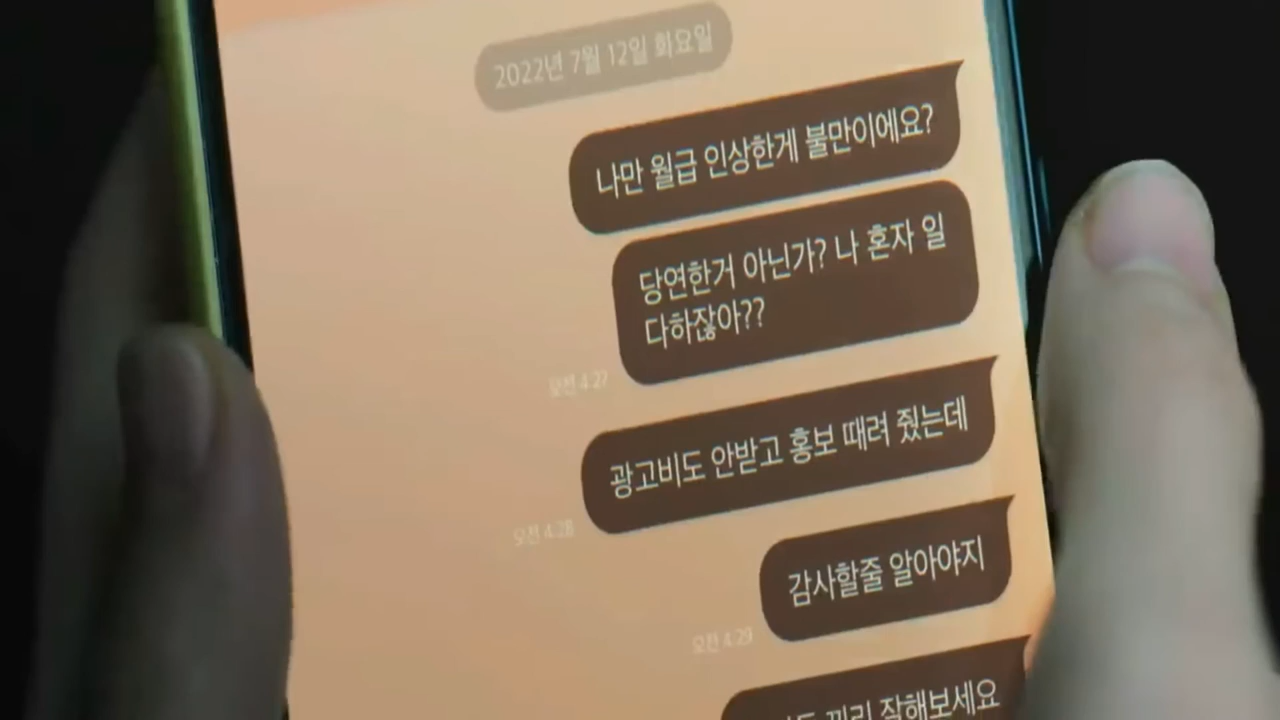 2022년 7월 12일 화요일
나만 월급 인상한게 불만이에요?
당연한거 아닌가? 나 혼자 일
다하잖아??
오전 4:27
광고비도 안받고 홍보 때려 줬는데
오전 4:28
감사할줄 알아야지
오전 4:29
끼리 잘해보세요